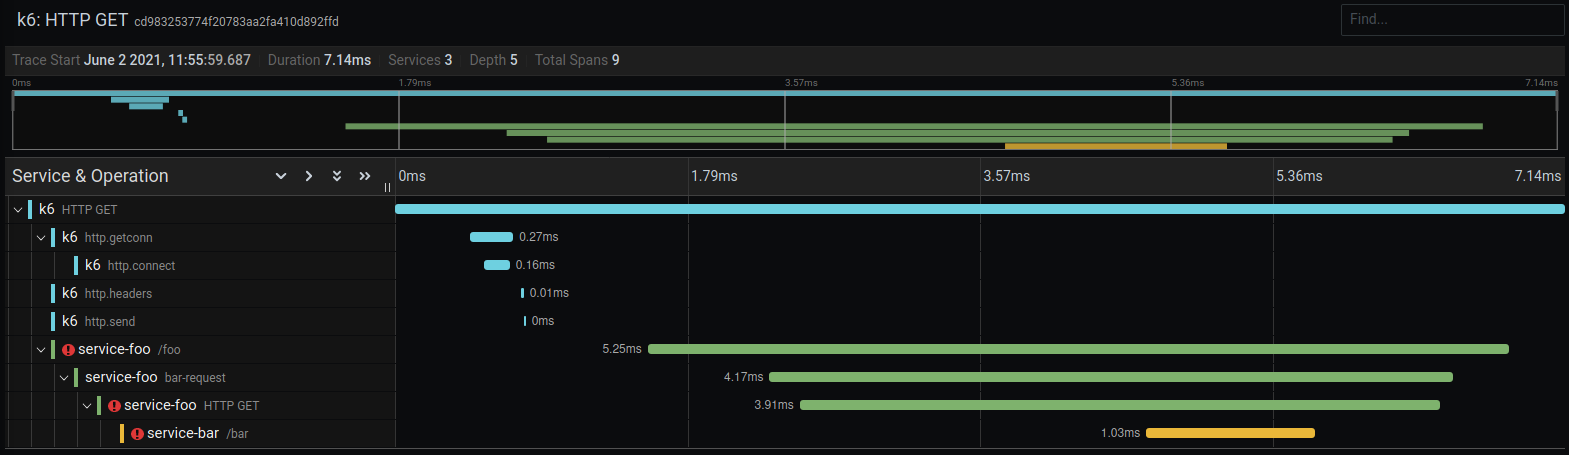 k6: HTTP GET cd983253774f20783aa2fa410d892ffd Find...
Trace Start June 2 2021, 11:55:59.687 Duration 7.14ms Services 3 Depth 5 Total Spans 9
0ms 1.79ms 3.57ms 5.36ms 7.14ms
Service & Operation 0ms 1.79ms 3.57ms 5.36ms 7.14ms
k6 HTTP GET
k6 http.getconn 0.27ms
k6 http.connect 0.16ms
k6 http.headers 0.01ms
k6 http.send 0ms
service-foo /foo 5.25ms
service-foo bar-request 4.17ms
service-foo HTTP GET 3.91ms
service-bar /bar 1.03ms